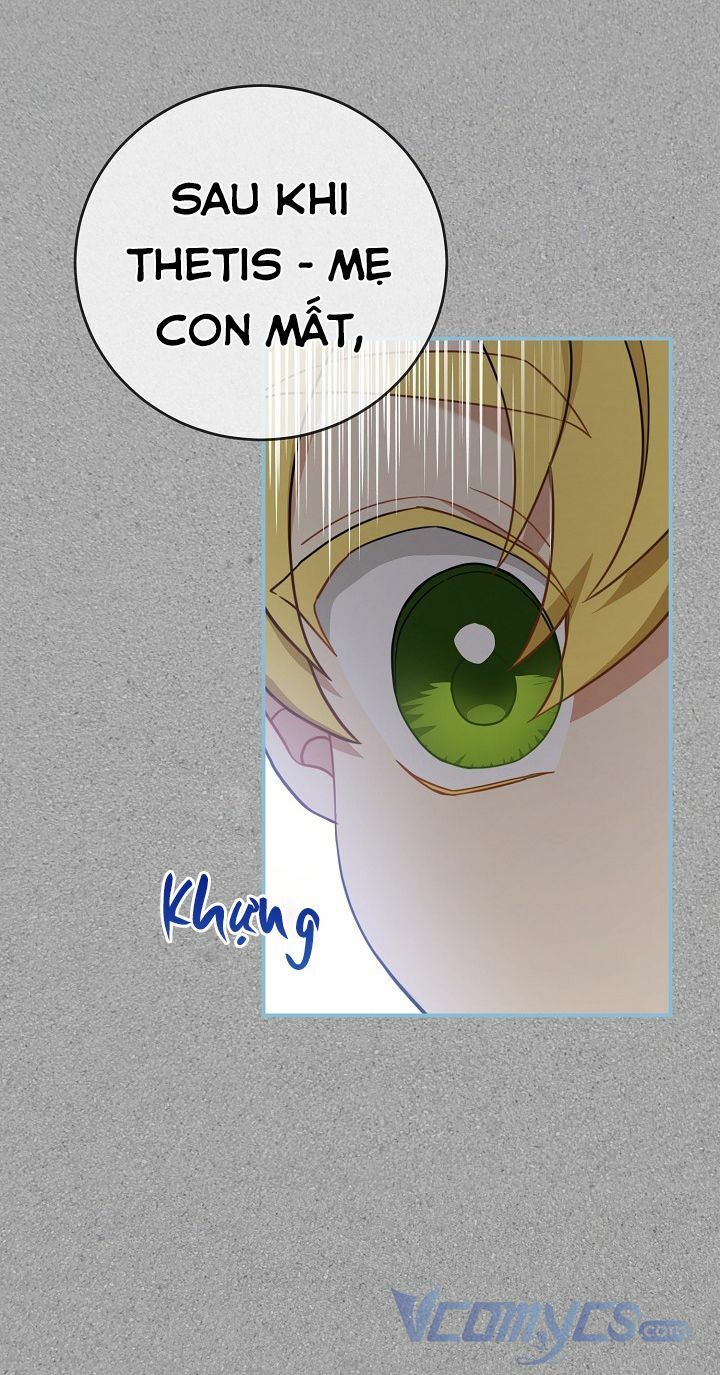 SAU KHI
THETIS - MẸ
CON MẤT,
Khựng
Vcomycs.com